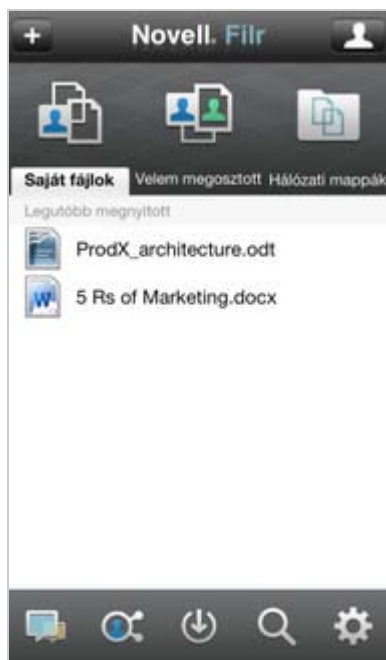 Novell. Filr
Saját fájlok Velem megosztott Hálózati mappák
Legutóbb megnyitott
ProdX_architecture.odt
5 Rs of Marketing.docx